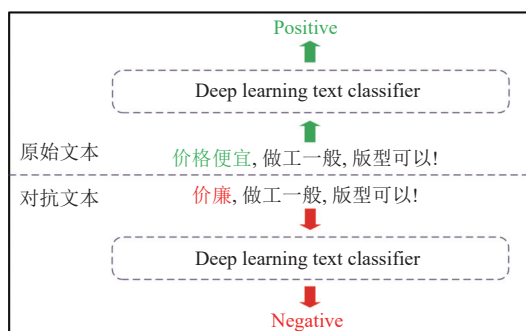 Positive
Deep learning text classifier
原始文本
价格便宜, 做工一般, 版型可以!
对抗文本
价廉, 做工一般, 版型可以!
Deep learning text classifier
Negative